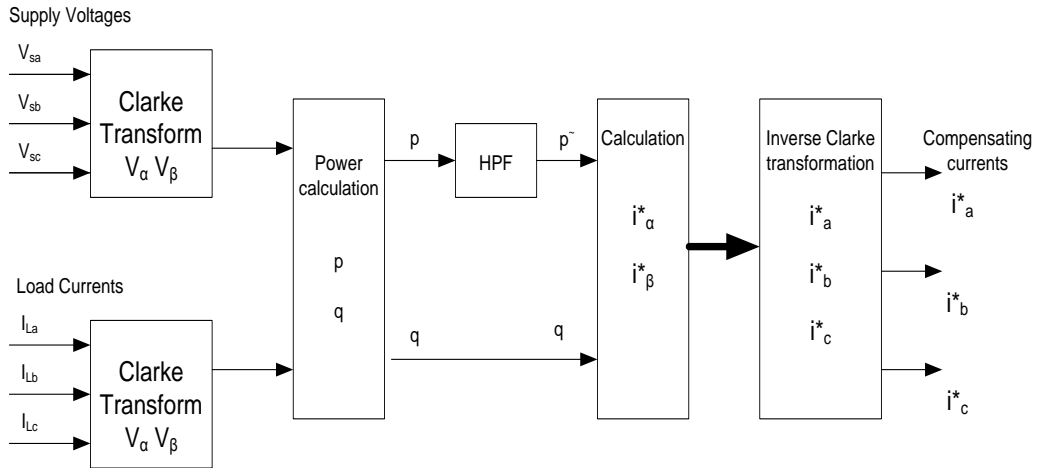 Supply Voltages
V_sa
V_sb
V_sc
Clarke
Transform
V_α V_β
Load Currents
I_La
I_Lb
I_Lc
Clarke
Transform
V_α V_β
Power
calculation
p
q
p
HPF
p~
q
q
Calculation
i*_α
i*_β
Inverse Clarke
transformation
i*_a
i*_b
i*_c
Compensating
currents
i*_a
i*_b
i*_c